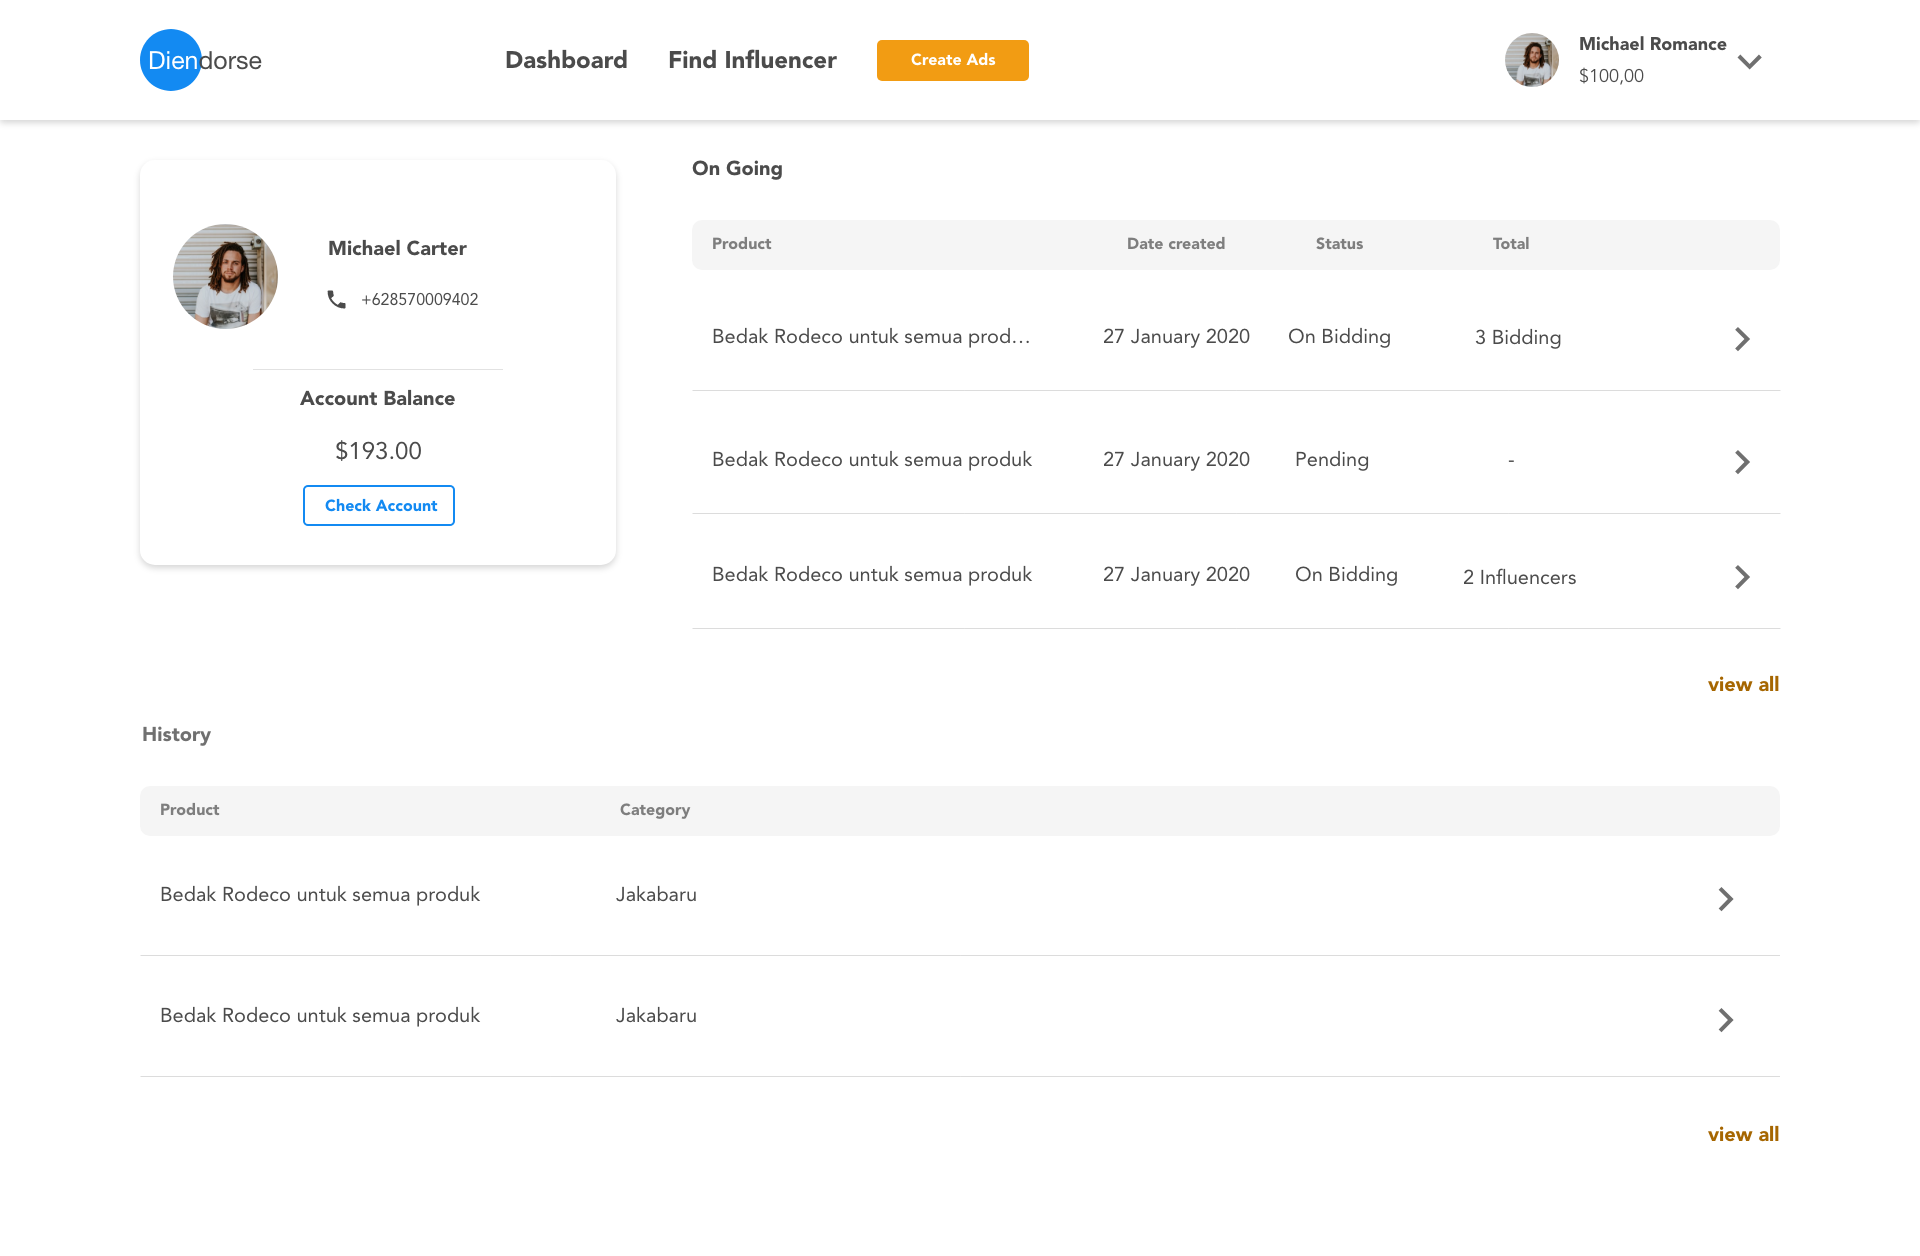 Diendorse
Dashboard
Find Influencer
Create Ads
Michael Romance
$100,00
Michael Carter
+628570009402
Account Balance
$193.00
Check Account
On Going
Product Date created Status Total
Bedak Rodeco untuk semua prod... 27 January 2020 On Bidding 3 Bidding
Bedak Rodeco untuk semua produk 27 January 2020 Pending -
Bedak Rodeco untuk semua produk 27 January 2020 On Bidding 2 Influencers
view all
History
Product Category
Bedak Rodeco untuk semua produk Jakabaru
Bedak Rodeco untuk semua produk Jakabaru
view all